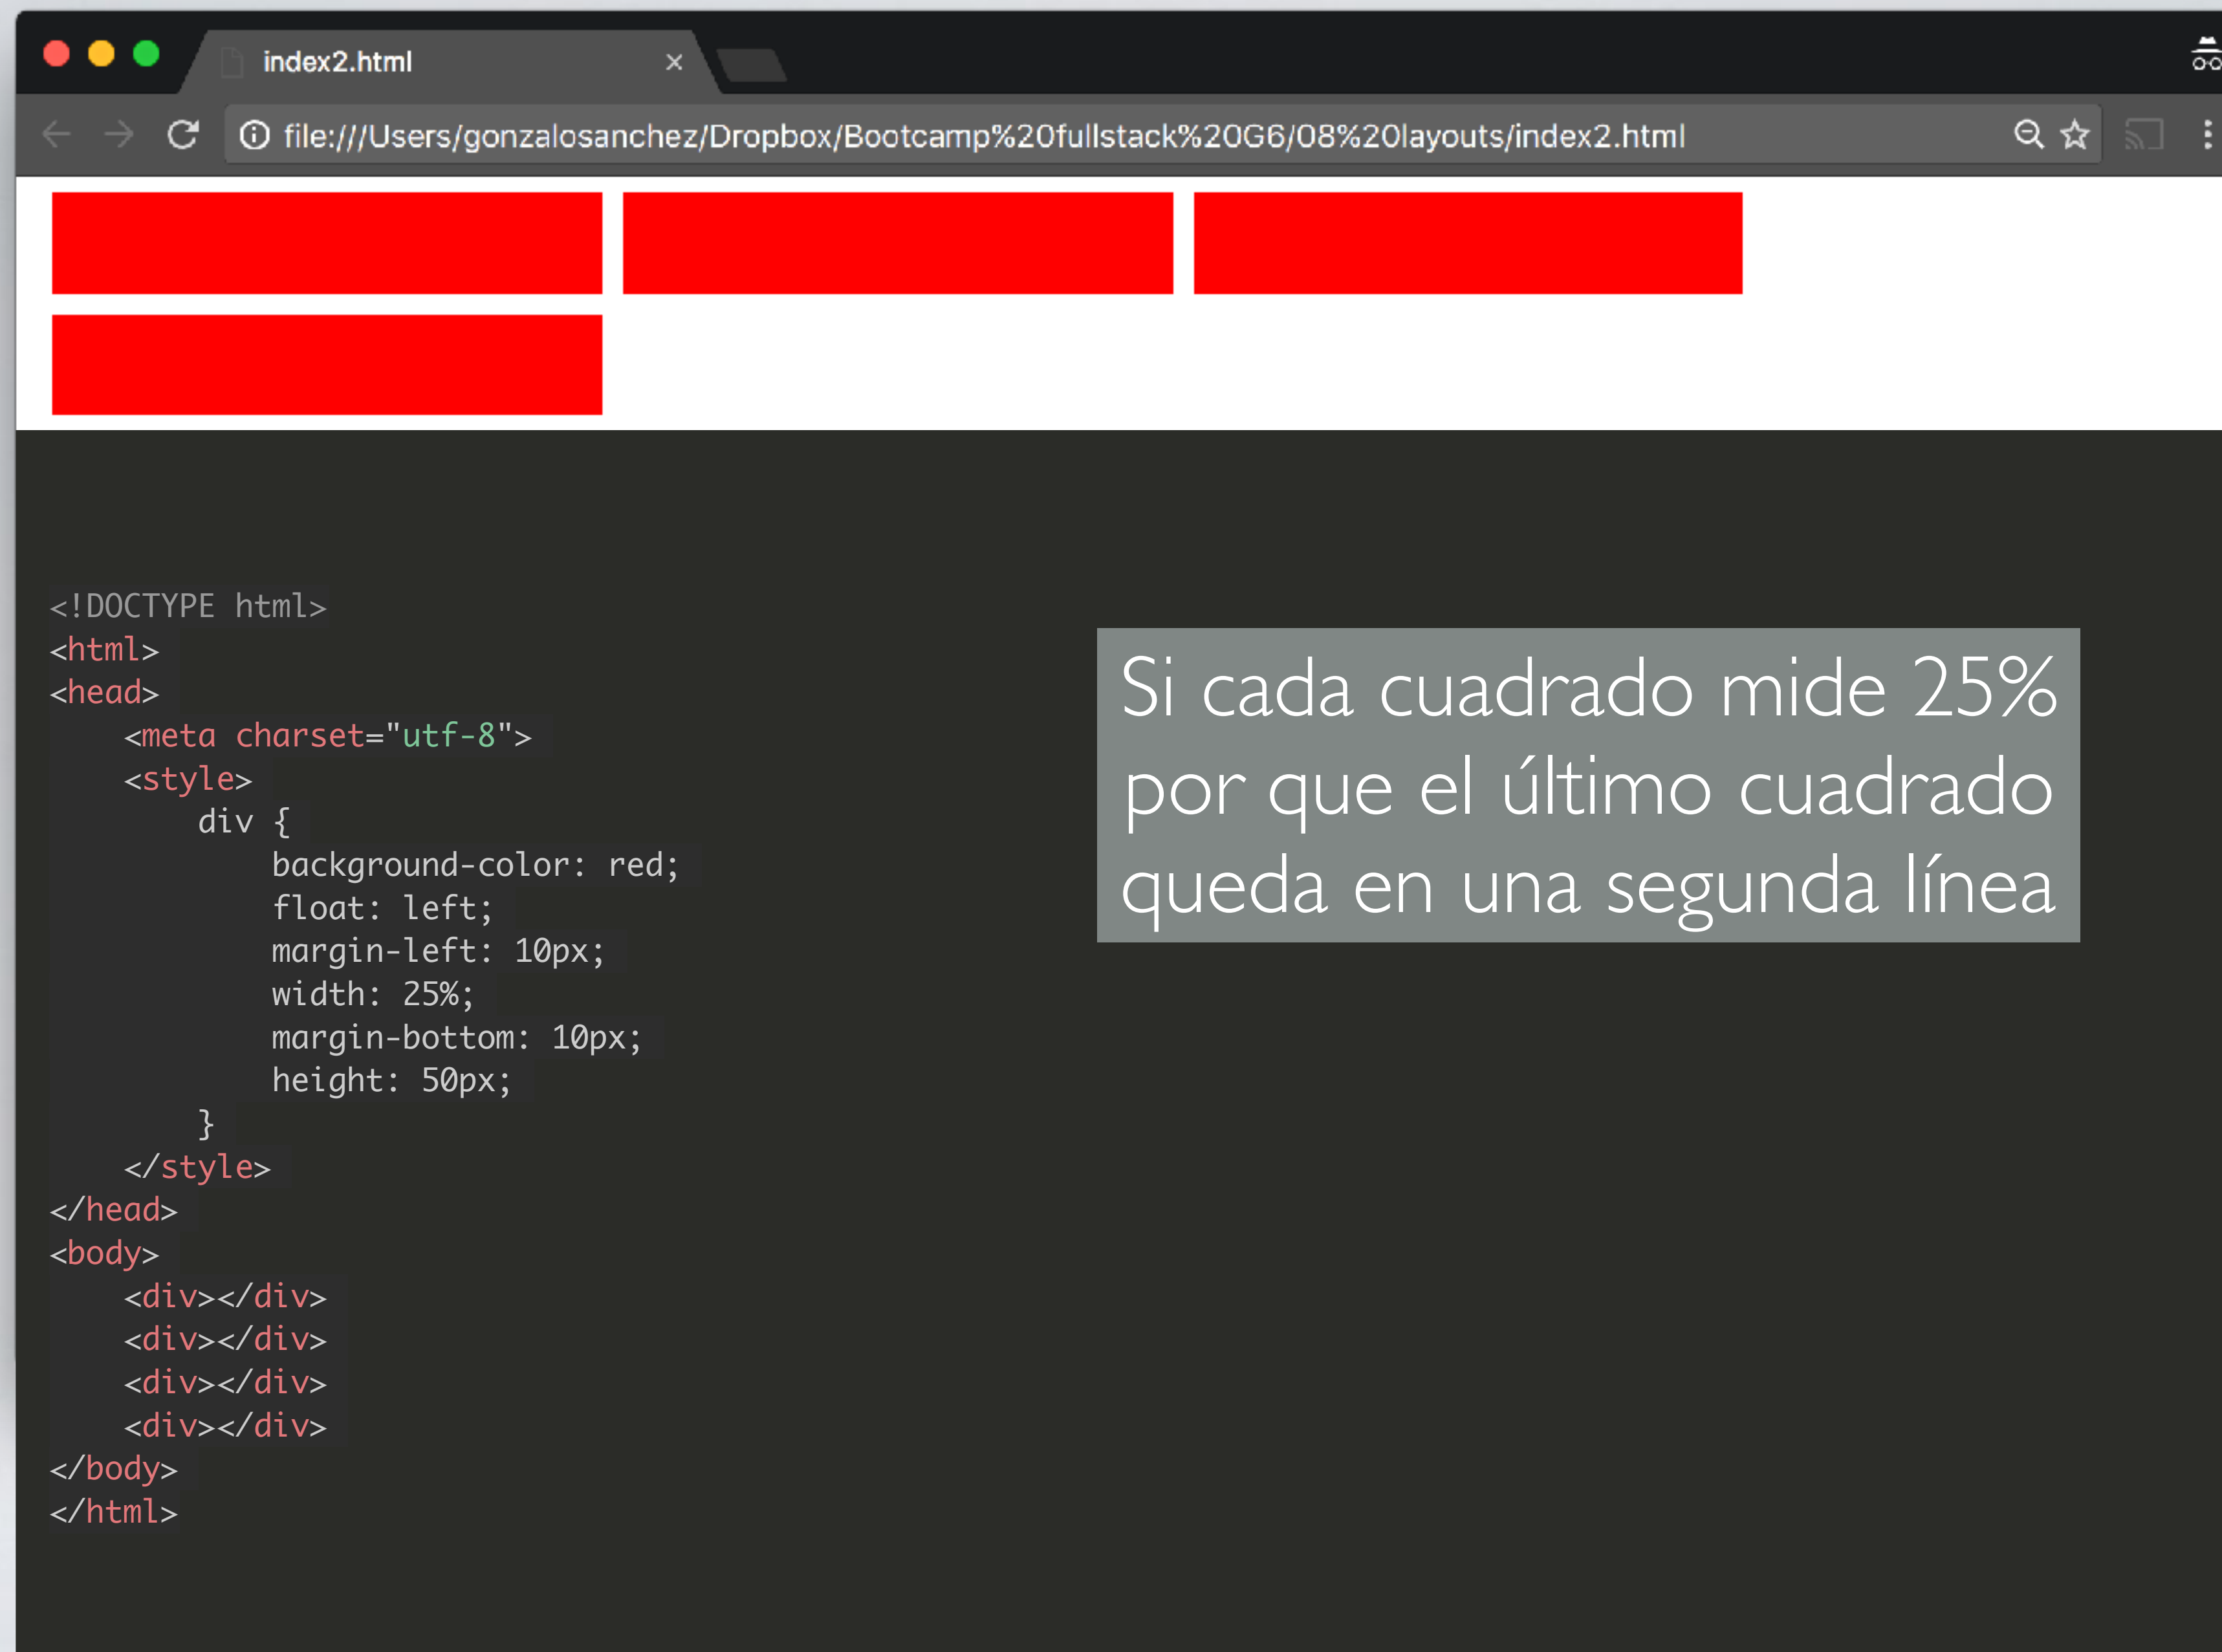 index2.html
file:///Users/gonzalosanchez/Dropbox/Bootcamp%20fullstack%20G6/08%20layouts/index2.html
<!DOCTYPE html>
<html>
<head>
    <meta charset="utf-8">
    <style>
        div {
            background-color: red;
            float: left;
            margin-left: 10px;
            width: 25%;
            margin-bottom: 10px;
            height: 50px;
        }
    </style>
</head>
<body>
    <div></div>
    <div></div>
    <div></div>
    <div></div>
</body>
</html>
Si cada cuadrado mide 25%
por que el último cuadrado
queda en una segunda línea